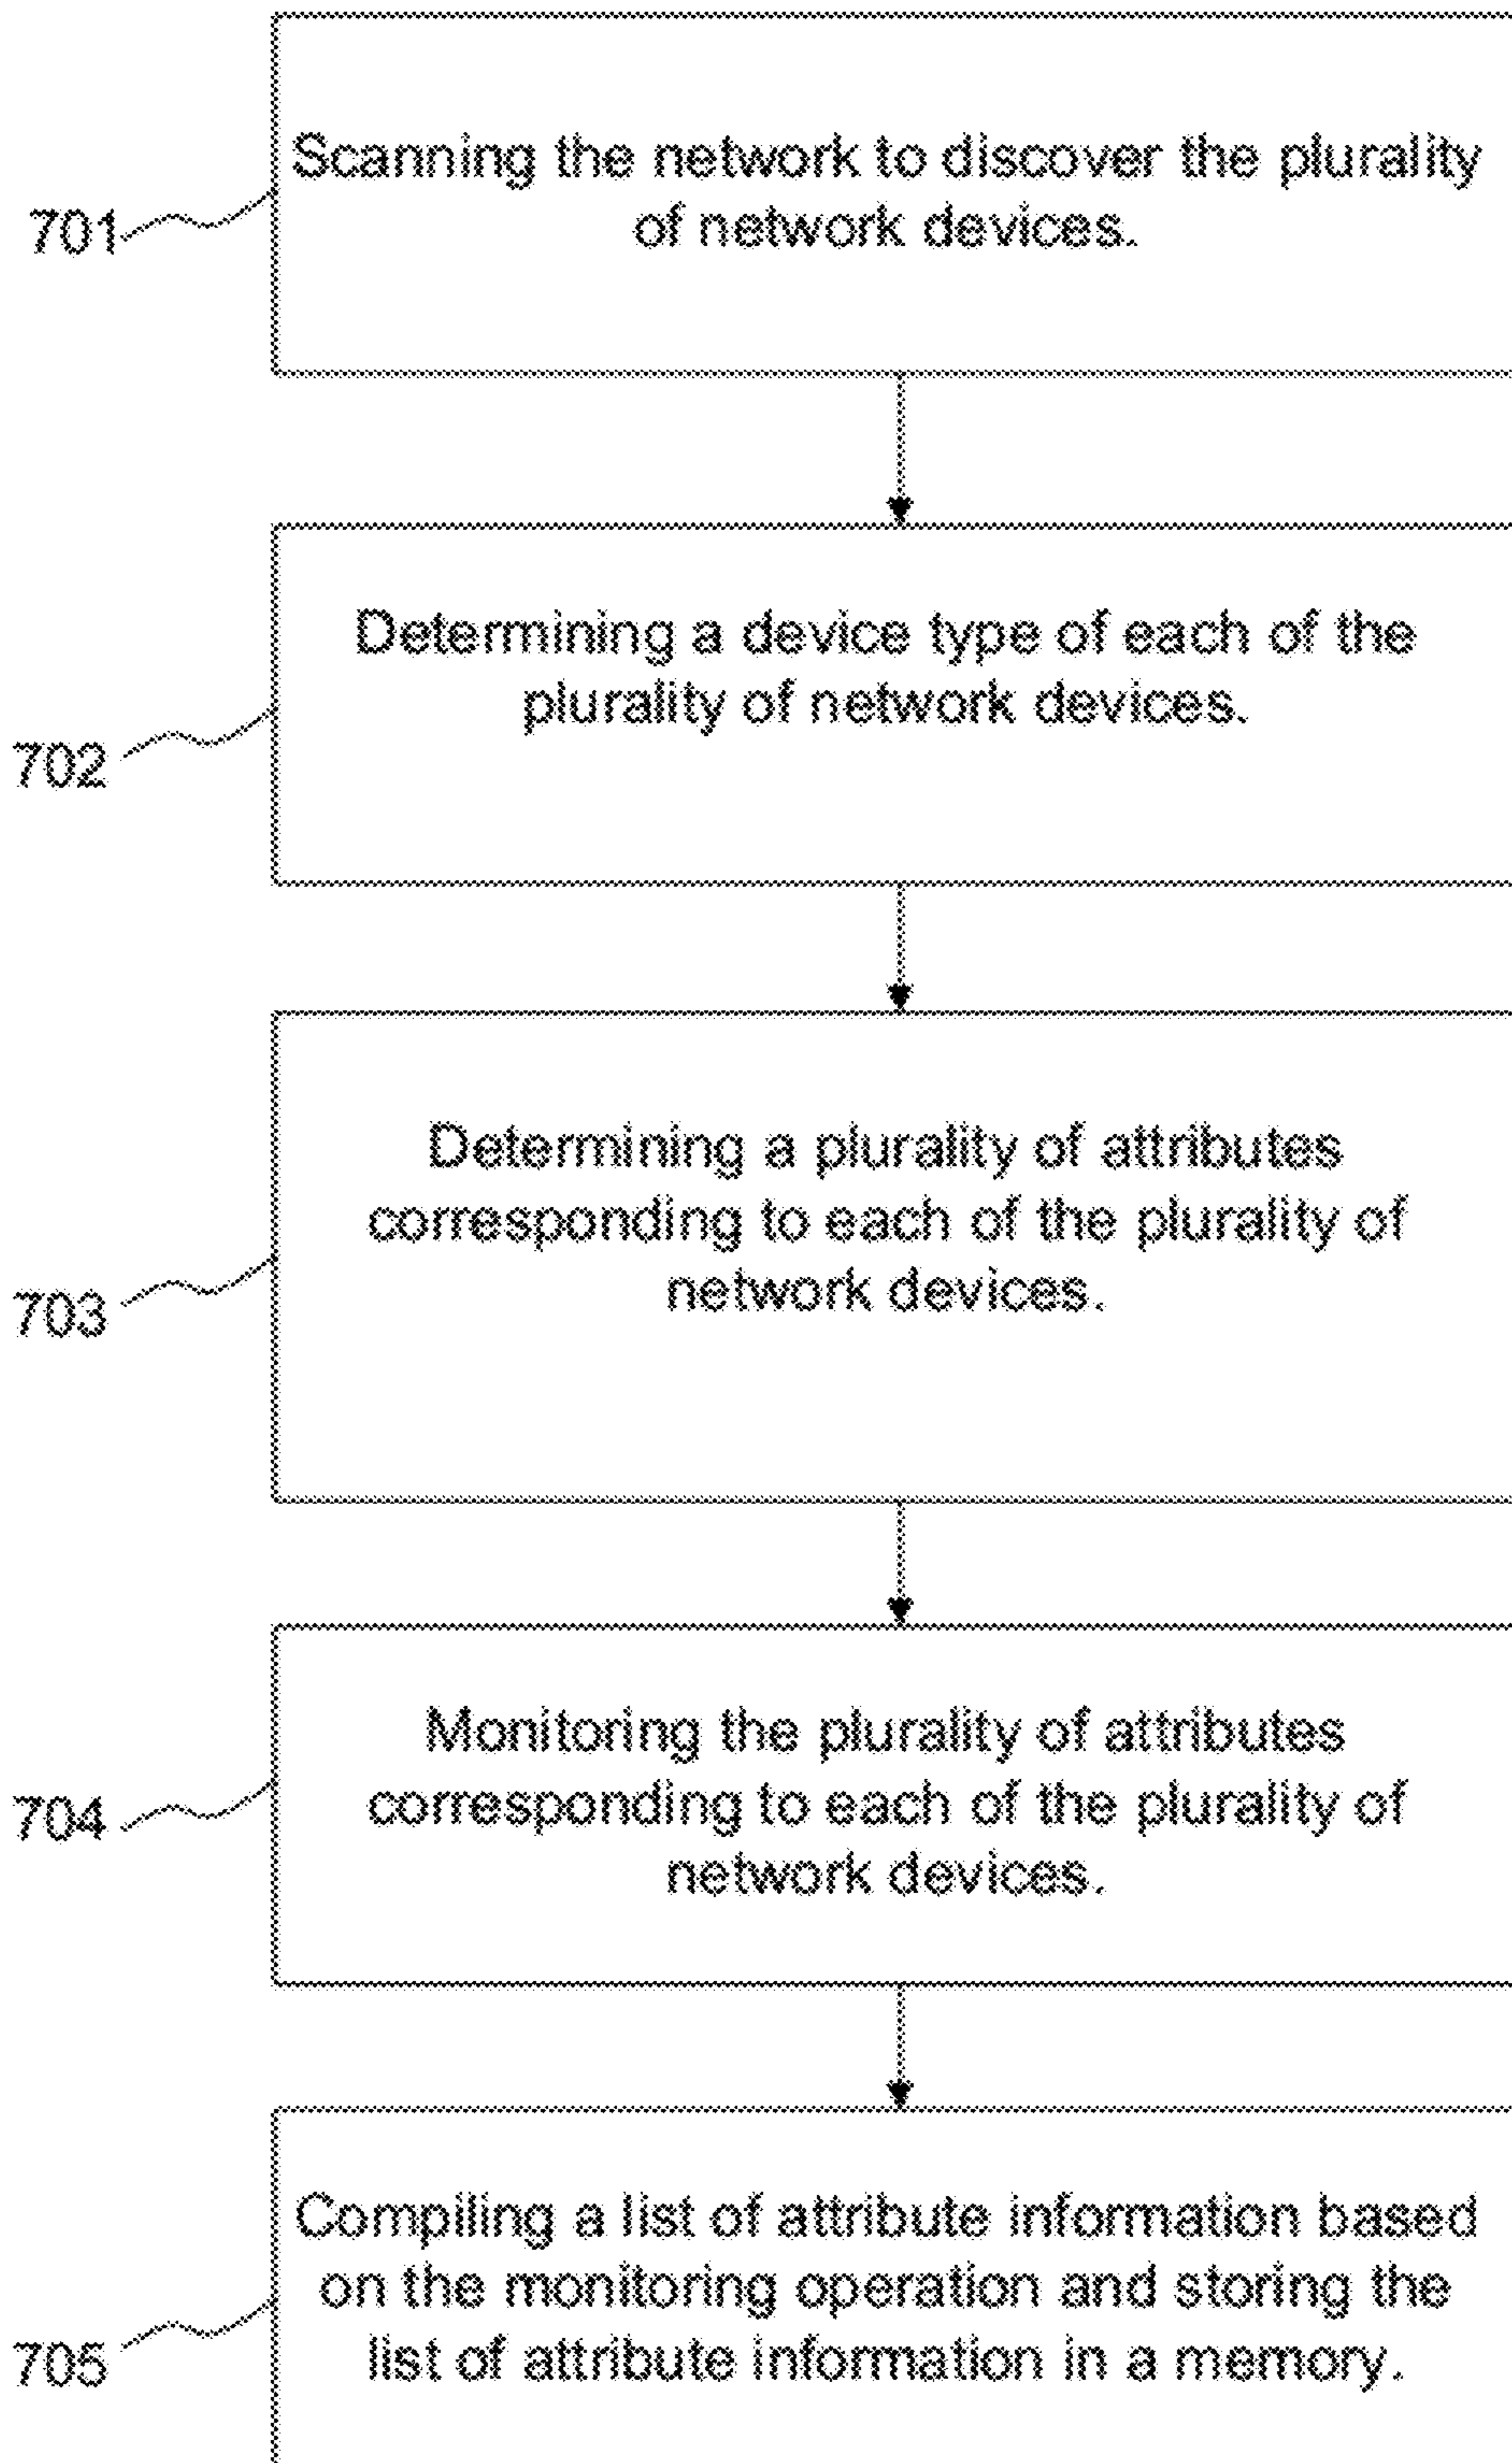 Scanning the network to discover the plurality
of network devices.
701
Determining a device type of each of the
plurality of network devices.
702
Determining a plurality of attributes
corresponding to each of the plurality of
network devices.
703
Monitoring the plurality of attributes
corresponding to each of the plurality of
network devices.
704
Compiling a list of attribute information based
on the monitoring operation and storing the
list of attribute information in a memory.
705